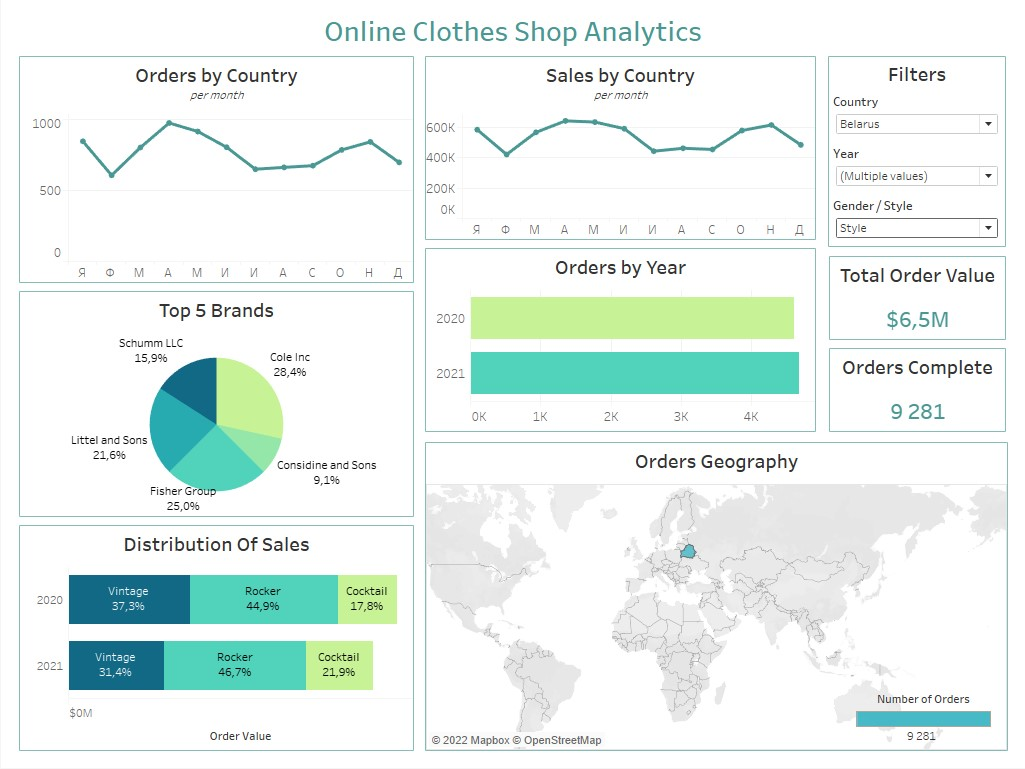 Online Clothes Shop Analytics
Orders by Country
per month
1000
500
0
Я Ф М А М И И А С О Н Д
Sales by Country
per month
600K
400K
200K
0K
Я Ф М А М И И А С О Н Д
Filters
Country
Belarus
Year
(Multiple values)
Gender / Style
Style
Total Order Value
$6,5M
Orders Complete
9 281
Orders by Year
2020
2021
0K 1K 2K 3K 4K
Top 5 Brands
Schumm LLC
15,9%
Cole Inc
28,4%
Littel and Sons
21,6%
Considine and Sons
9,1%
Fisher Group
25,0%
Distribution Of Sales
2020
Vintage
37,3%
Rocker
44,9%
Cocktail
17,8%
2021
Vintage
31,4%
Rocker
46,7%
Cocktail
21,9%
$0M
Order Value
Orders Geography
Number of Orders
9 281
© 2022 Mapbox © OpenStreetMap